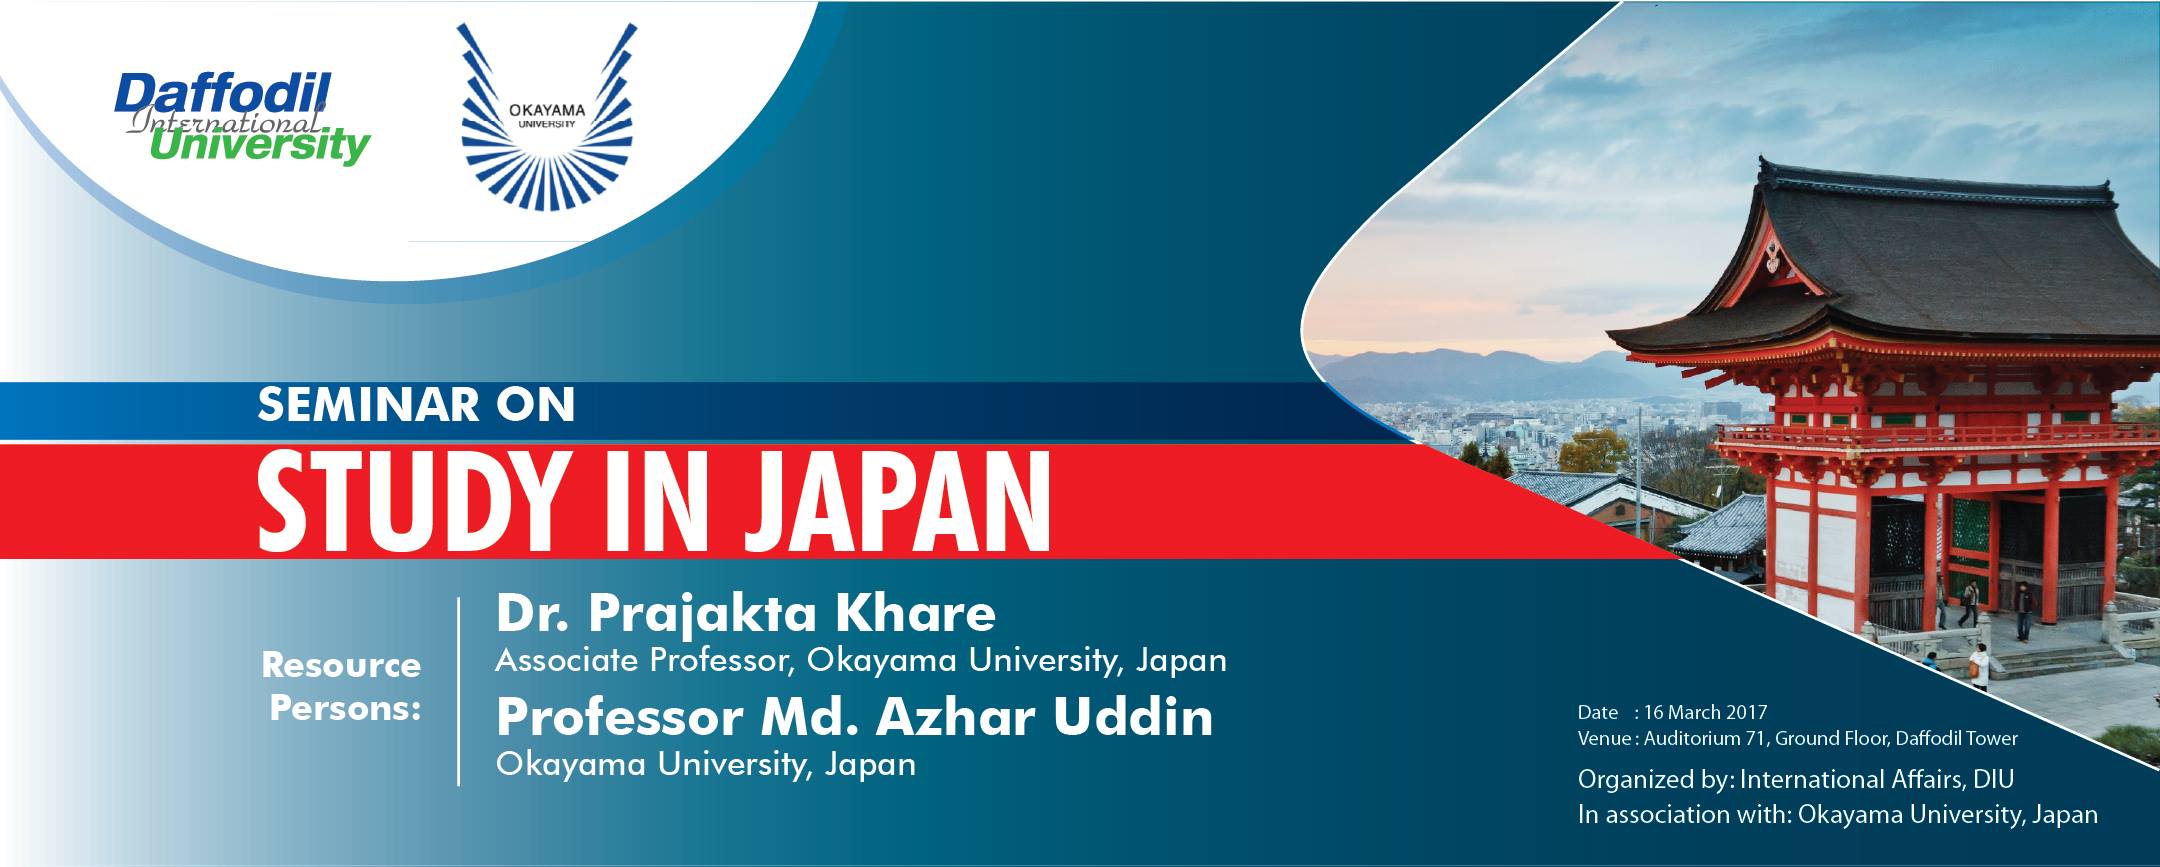 Daffodil
International
University
OKAYAMA
UNIVERSITY
SEMINAR ON
STUDY IN JAPAN
Resource
Persons:
Dr. Prajakta Khare
Associate Professor, Okayama University, Japan
Professor Md. Azhar Uddin
Okayama University, Japan
Date : 16 March 2017
Venue : Auditorium 71, Ground Floor, Daffodil Tower
Organized by: International Affairs, DIU
In association with: Okayama University, Japan